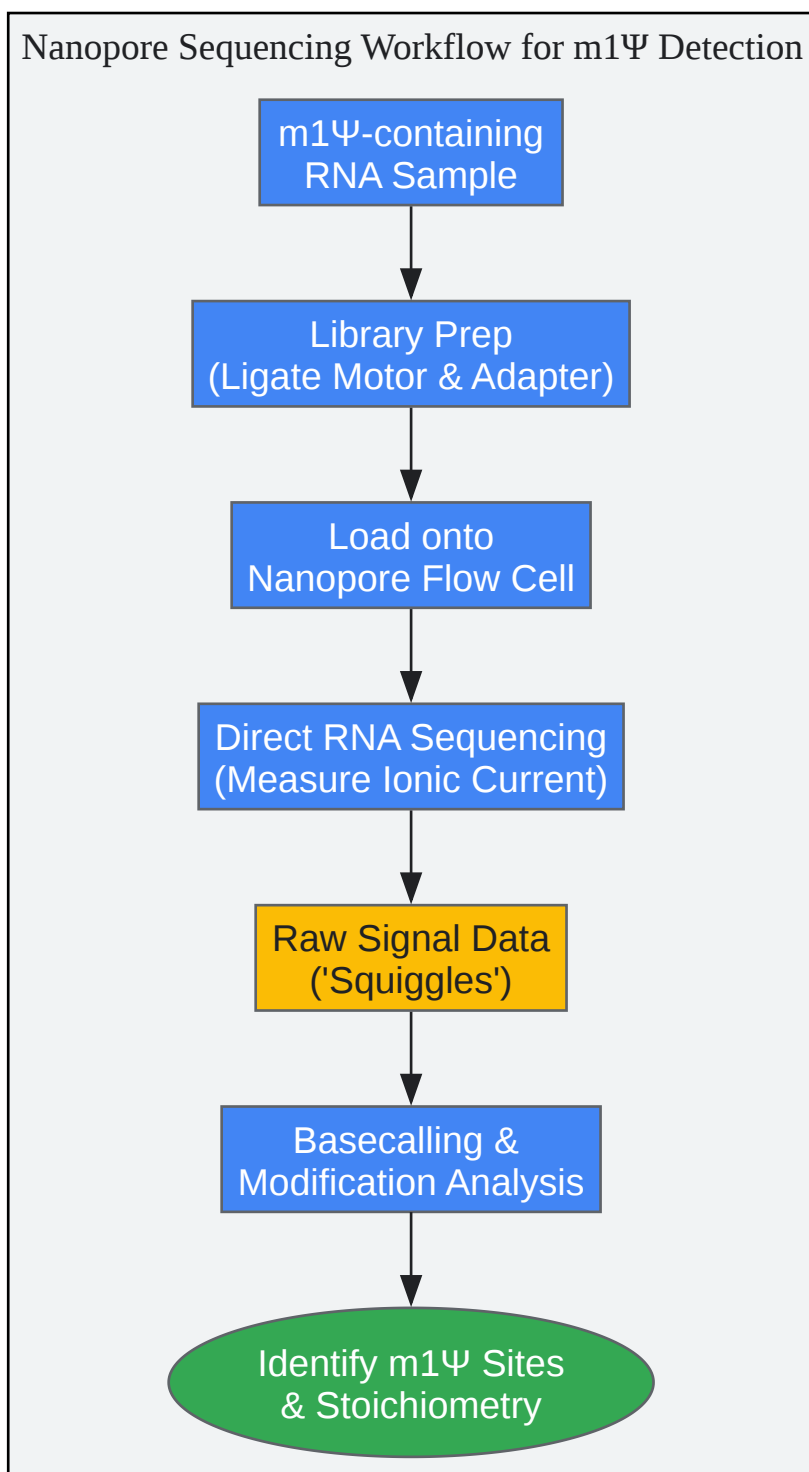 Nanopore Sequencing Workflow for m1Ψ Detection
m1Ψ-containing
RNA Sample
Library Prep
(Ligate Motor & Adapter)
Load onto
Nanopore Flow Cell
Direct RNA Sequencing
(Measure Ionic Current)
Raw Signal Data
('Squiggles')
Basecalling &
Modification Analysis
Identify m1Ψ Sites
& Stoichiometry